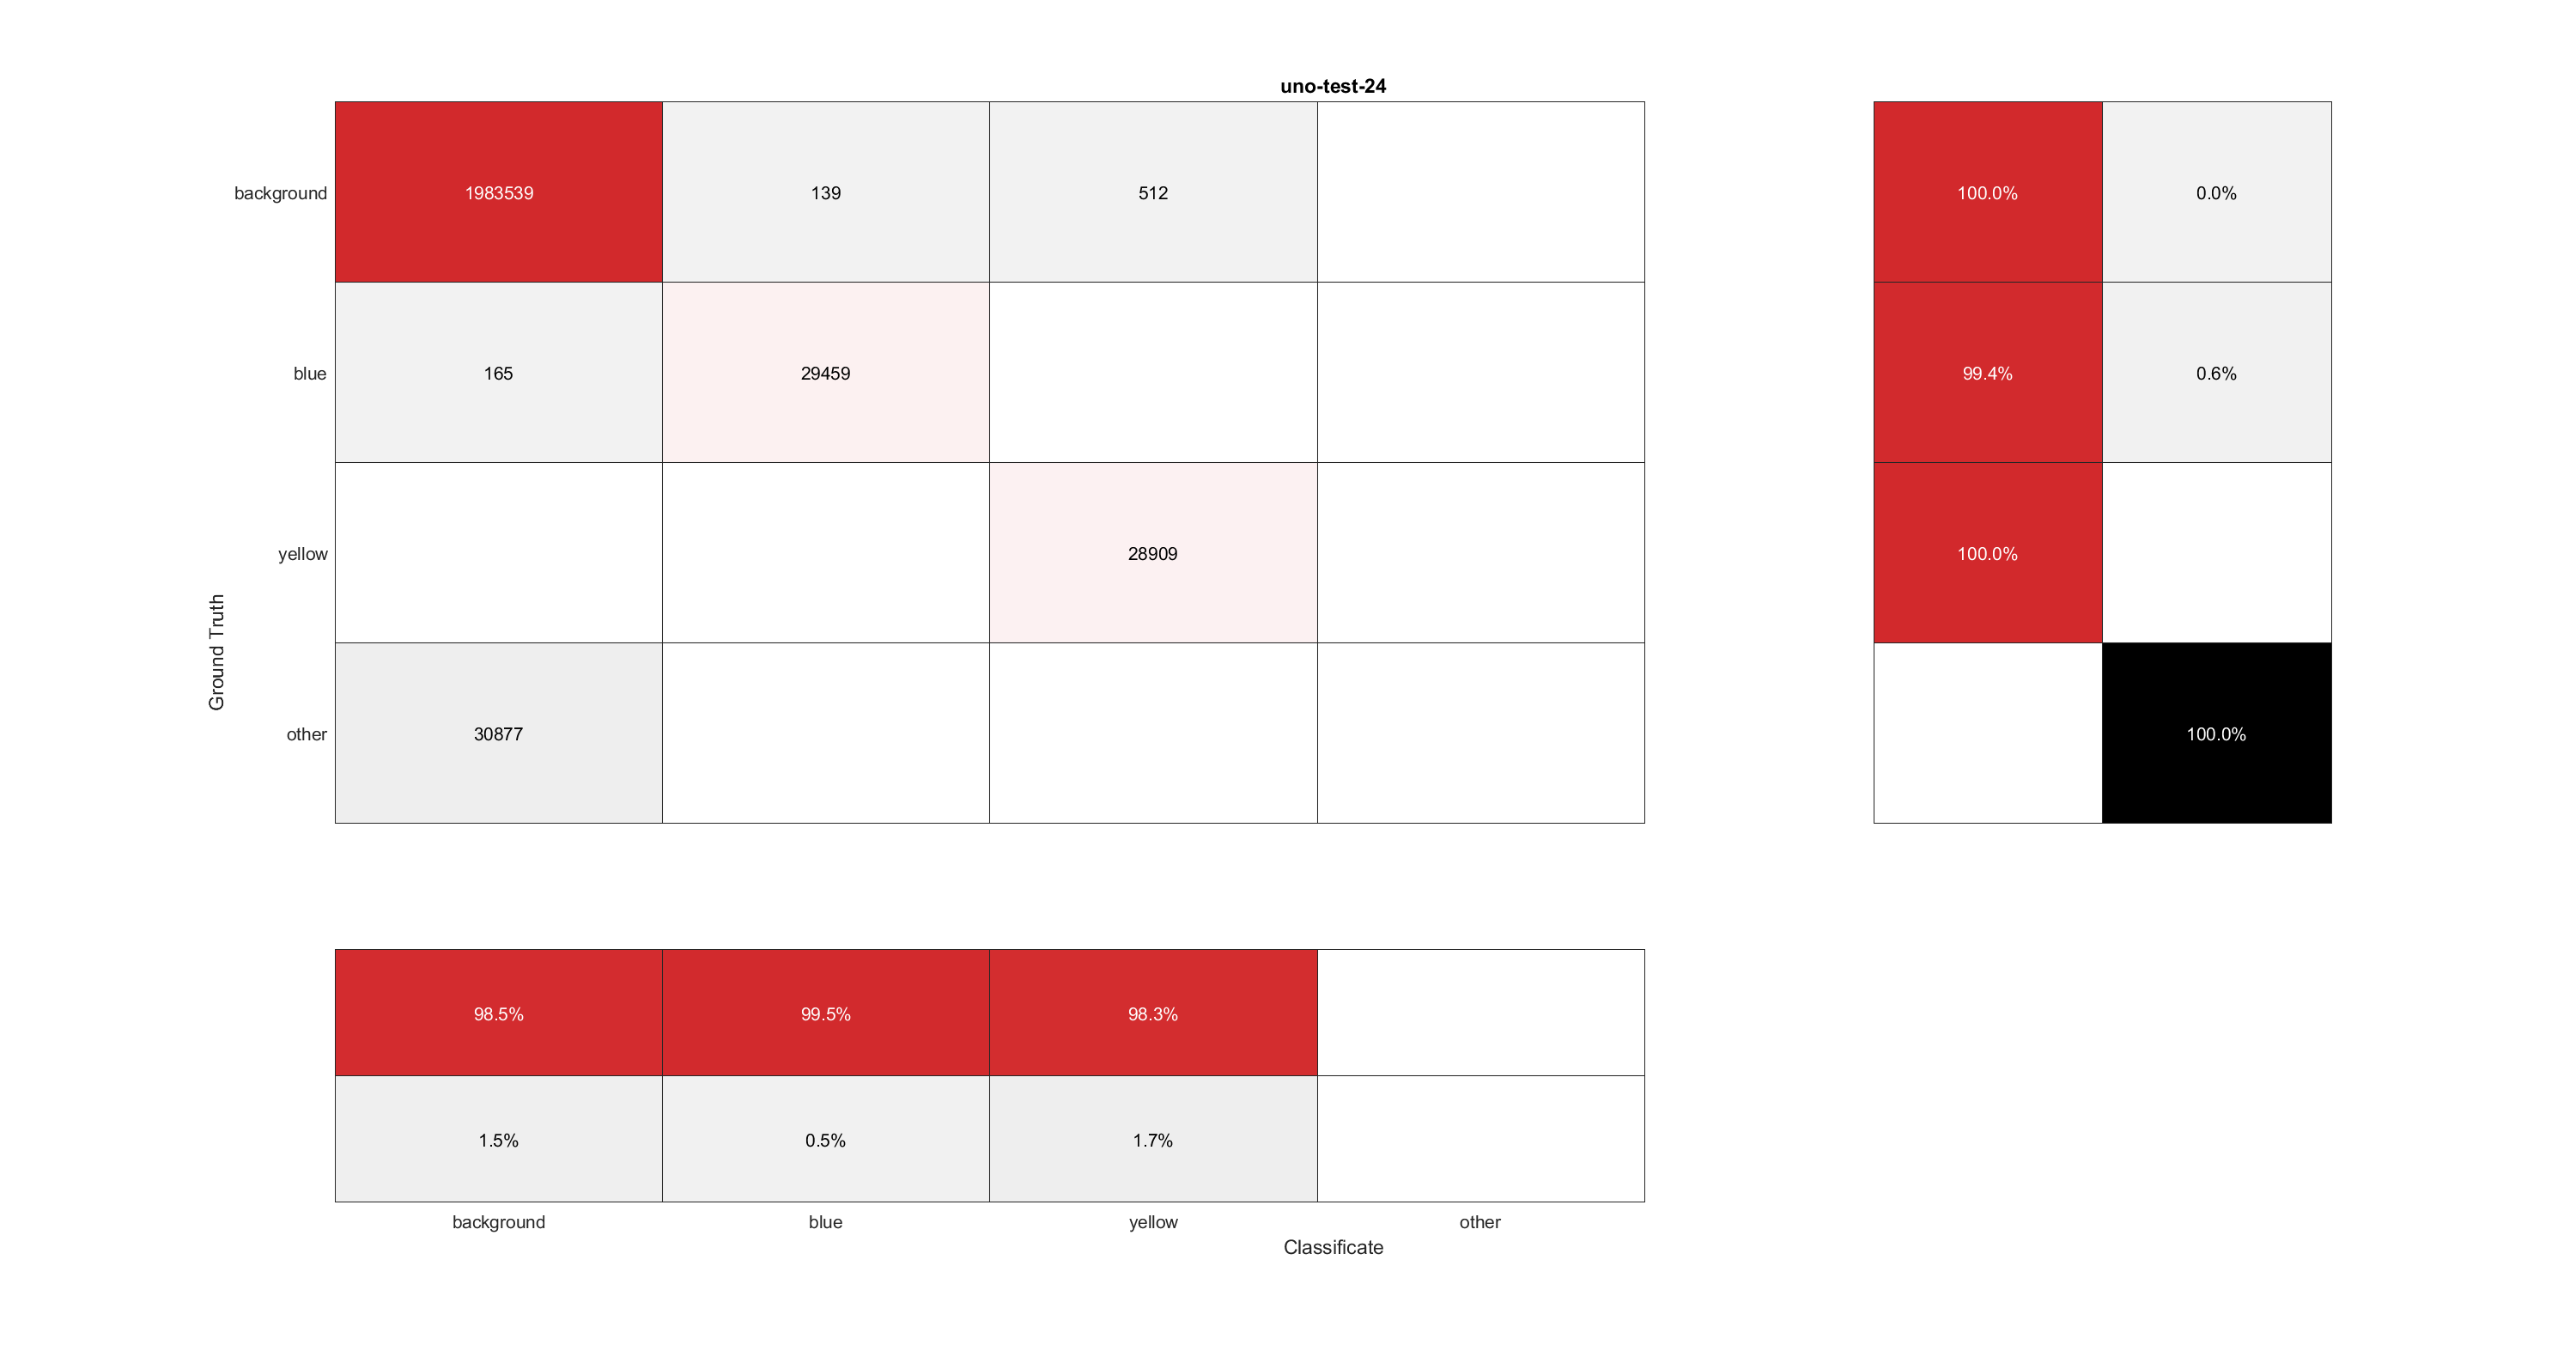 uno-test-24
background 1983539 139 512 100.0% 0.0%
blue 165 29459 99.4% 0.6%
yellow 28909 100.0%
other 30877 100.0%
Ground Truth
98.5% 99.5% 98.3%
1.5% 0.5% 1.7%
background blue yellow other
Classificate